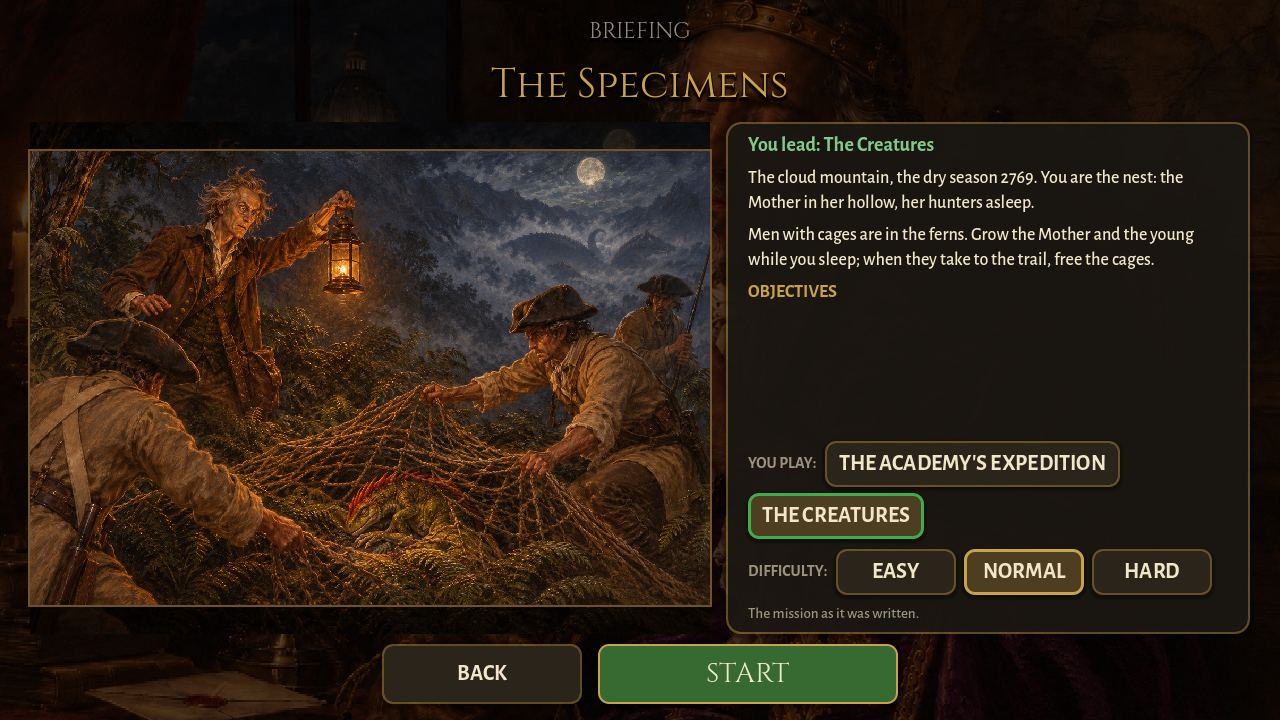 BRIEFING
The Specimens
You lead: The Creatures
The cloud mountain, the dry season 2769. You are the nest: the
Mother in her hollow, her hunters asleep.
Men with cages are in the ferns. Grow the Mother and the young
while you sleep; when they take to the trail, free the cages.
OBJECTIVES
YOU PLAY: THE ACADEMY'S EXPEDITION
THE CREATURES
DIFFICULTY: EASY NORMAL HARD
The mission as it was written.
BACK START